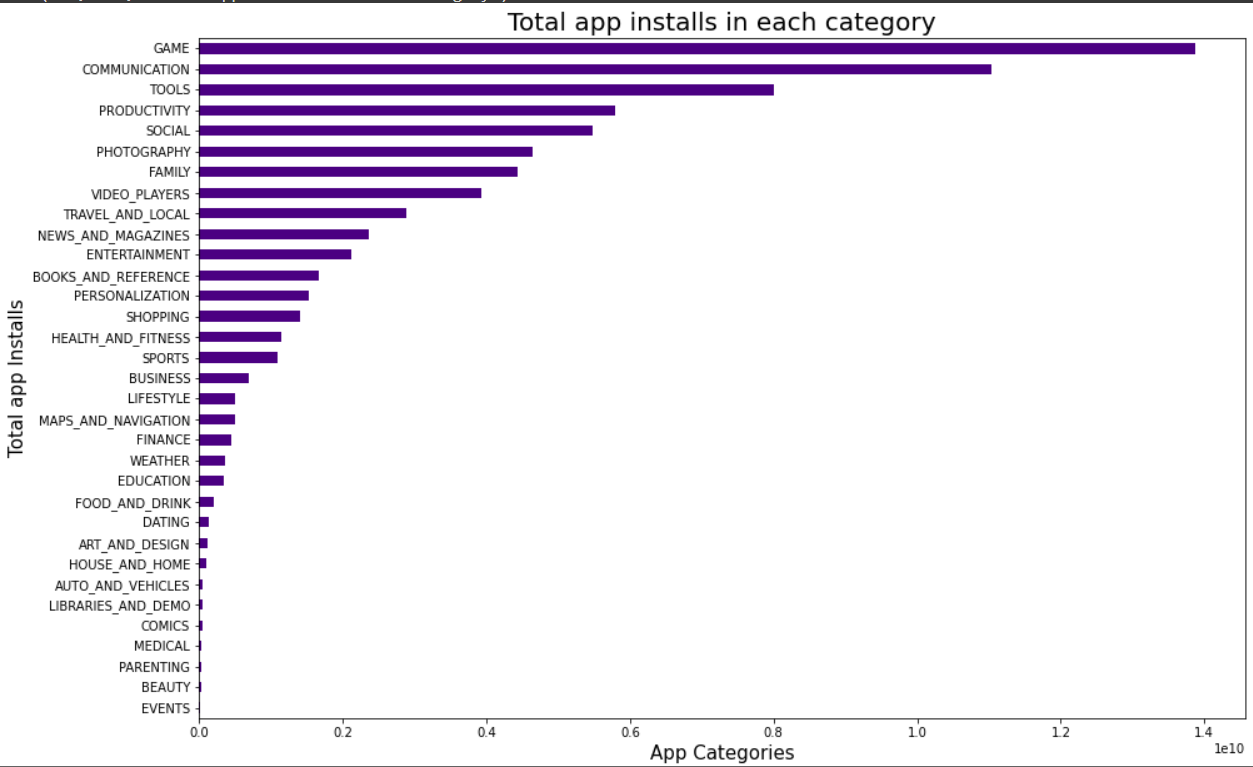 Total app installs in each category
GAME
COMMUNICATION
TOOLS
PRODUCTIVITY
SOCIAL
PHOTOGRAPHY
FAMILY
VIDEO_PLAYERS
TRAVEL_AND_LOCAL
NEWS_AND_MAGAZINES
ENTERTAINMENT
BOOKS_AND_REFERENCE
PERSONALIZATION
SHOPPING
HEALTH_AND_FITNESS
SPORTS
BUSINESS
LIFESTYLE
MAPS_AND_NAVIGATION
FINANCE
WEATHER
EDUCATION
FOOD_AND_DRINK
DATING
ART_AND_DESIGN
HOUSE_AND_HOME
AUTO_AND_VEHICLES
LIBRARIES_AND_DEMO
COMICS
MEDICAL
PARENTING
BEAUTY
EVENTS
Total app Installs
0.0 0.2 0.4 0.6 0.8 1.0 1.2 1.4
1e10
App Categories